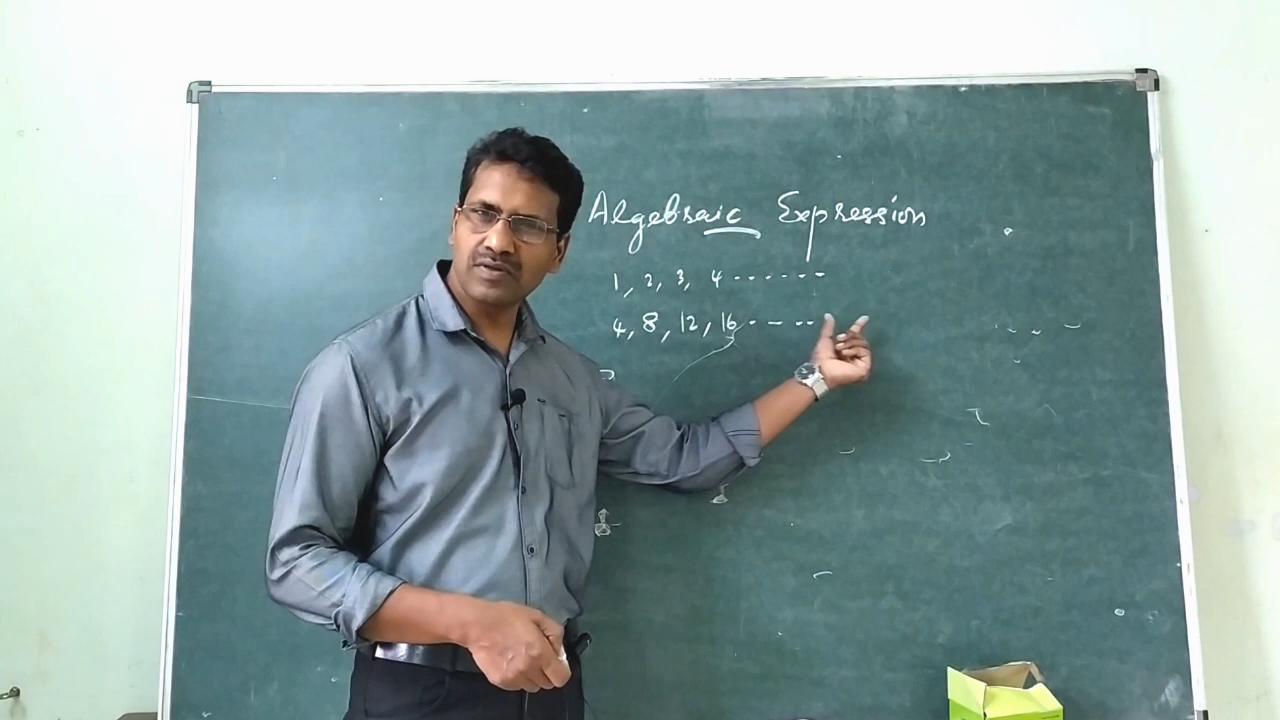 Algebraic Expression
1, 2, 3, 4 - - - - - -
4, 8, 12, 16 - - - -